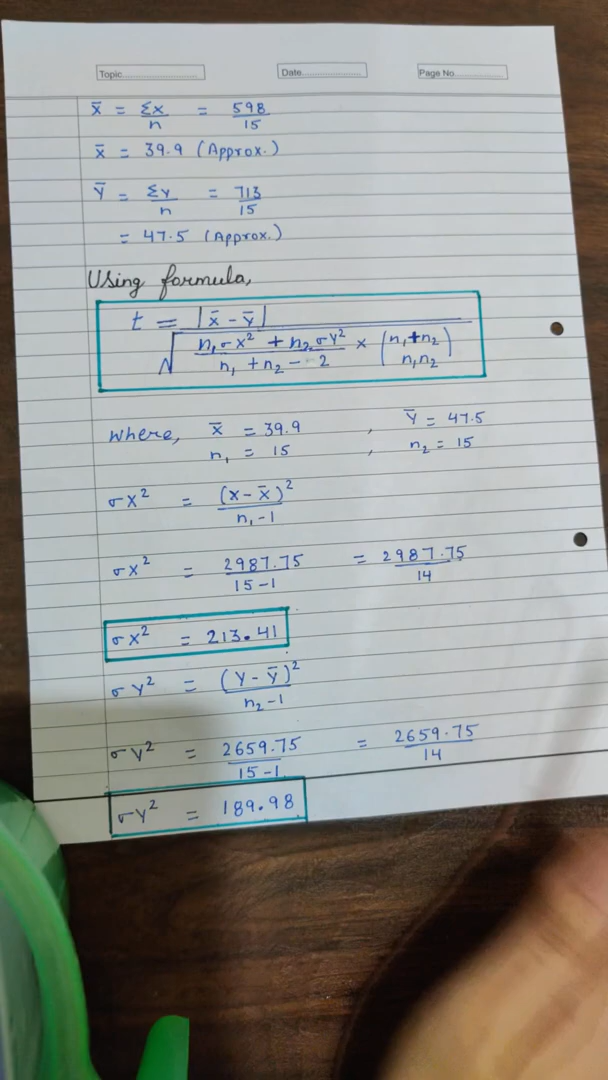 Topic.................... Date.................... Page No....................
x̄ = Σx/n = 598/15
x̄ = 39.9 (Approx.)
Ȳ = ΣY/n = 713/15
= 47.5 (Approx.)
Using formula,
t = |x̄ - ȳ| / √( (n₁σx² + n₂σy²)/(n₁ + n₂ - 2) × ((n₁+n₂)/(n₁n₂)) )
where, x̄ = 39.9 , Ȳ = 47.5
n₁ = 15 , n₂ = 15
σx² = (x - x̄)²/(n₁-1)
σx² = 2987.75/(15-1) = 2987.75/14
σx² = 213.41
σy² = (Y - Ȳ)²/(n₂-1)
σy² = 2659.75/(15-1) = 2659.75/14
σy² = 189.98